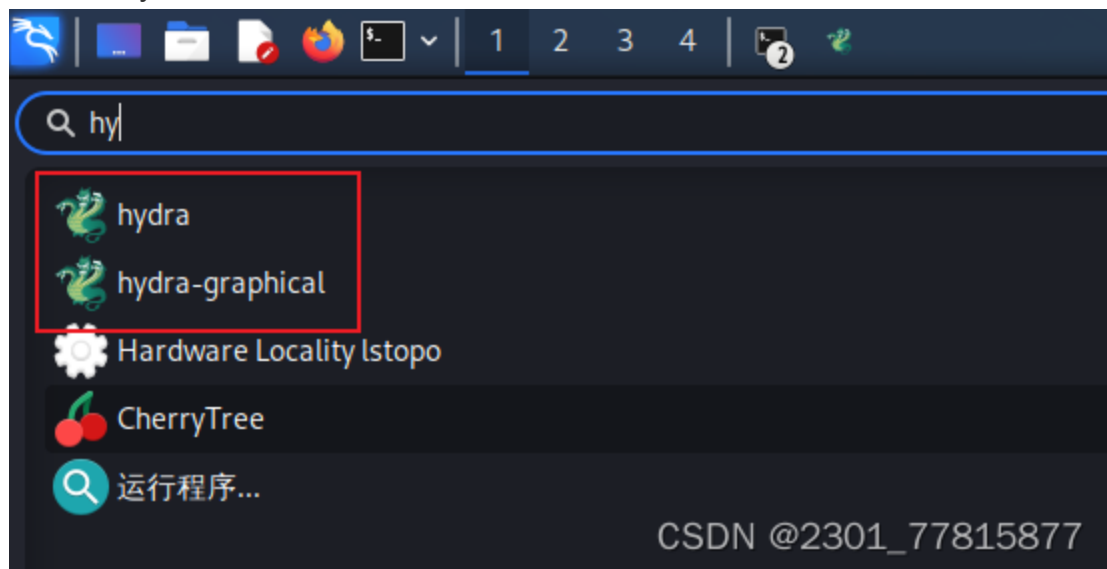 1 2 3 4 2
hy
hydra
hydra-graphical
Hardware Locality lstopo
CherryTree
运行程序...
CSDN @2301_77815877